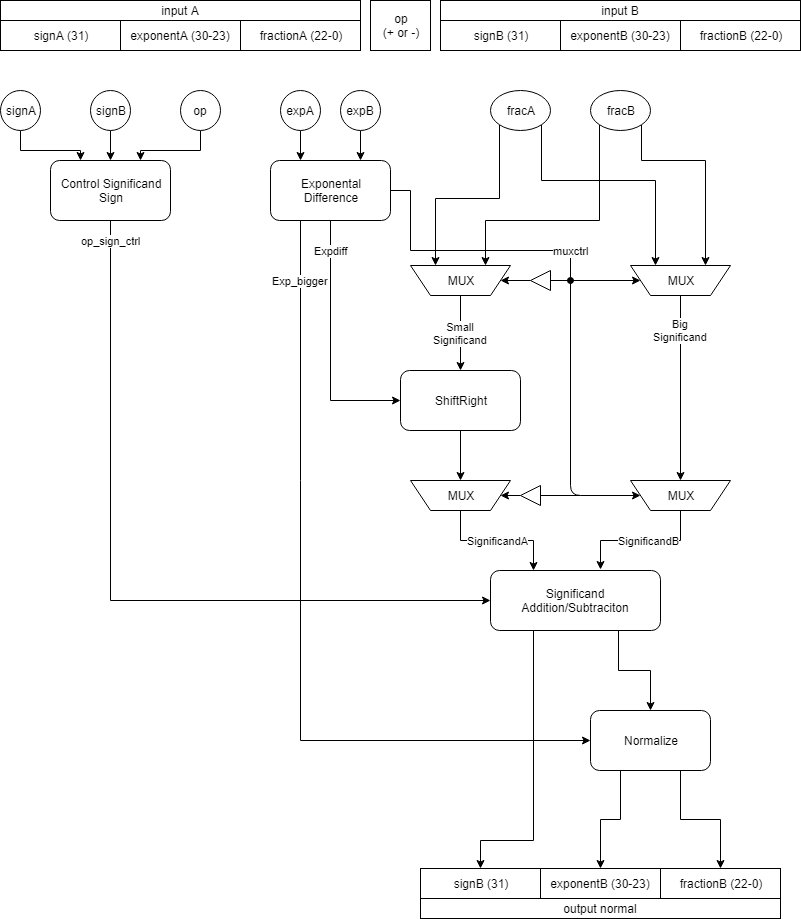 input A
op
(+ or -)
input B
signA (31)
exponentA (30-23)
fractionA (22-0)
signB (31)
exponentB (30-23)
fractionB (22-0)
signA
signB
op
expA
expB
fracA
fracB
Control Significand
Sign
Exponental
Difference
op_sign_ctrl
Expdiff
muxctrl
Exp_bigger
MUX
MUX
Small
Significand
Big
Significand
ShiftRight
MUX
MUX
SignificandA
SignificandB
Significand
Addition/Subtraciton
Normalize
signB (31)
exponentB (30-23)
fractionB (22-0)
output normal